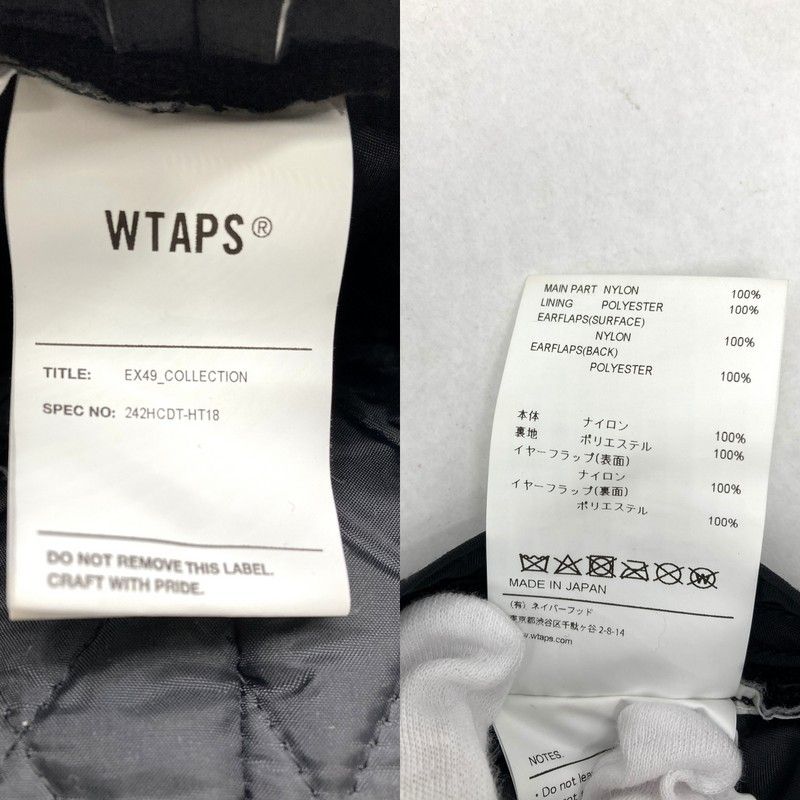 WTAPS®
TITLE: EX49_COLLECTION
SPEC NO: 242HCDT-HT18
DO NOT REMOVE THIS LABEL.
CRAFT WITH PRIDE.
MAIN PART NYLON 100%
LINING POLYESTER 100%
EARFLAPS(SURFACE)
NYLON 100%
EARFLAPS(BACK)
POLYESTER 100%
本体 ナイロン 100%
裏地 ポリエステル 100%
イヤーフラップ(表面)
ナイロン 100%
イヤーフラップ(裏面)
ポリエステル 100%
MADE IN JAPAN
(有)ネイバーフッド
東京都渋谷区千駄ヶ谷2-8-14
www.wtaps.com
NOTES.
• Do not